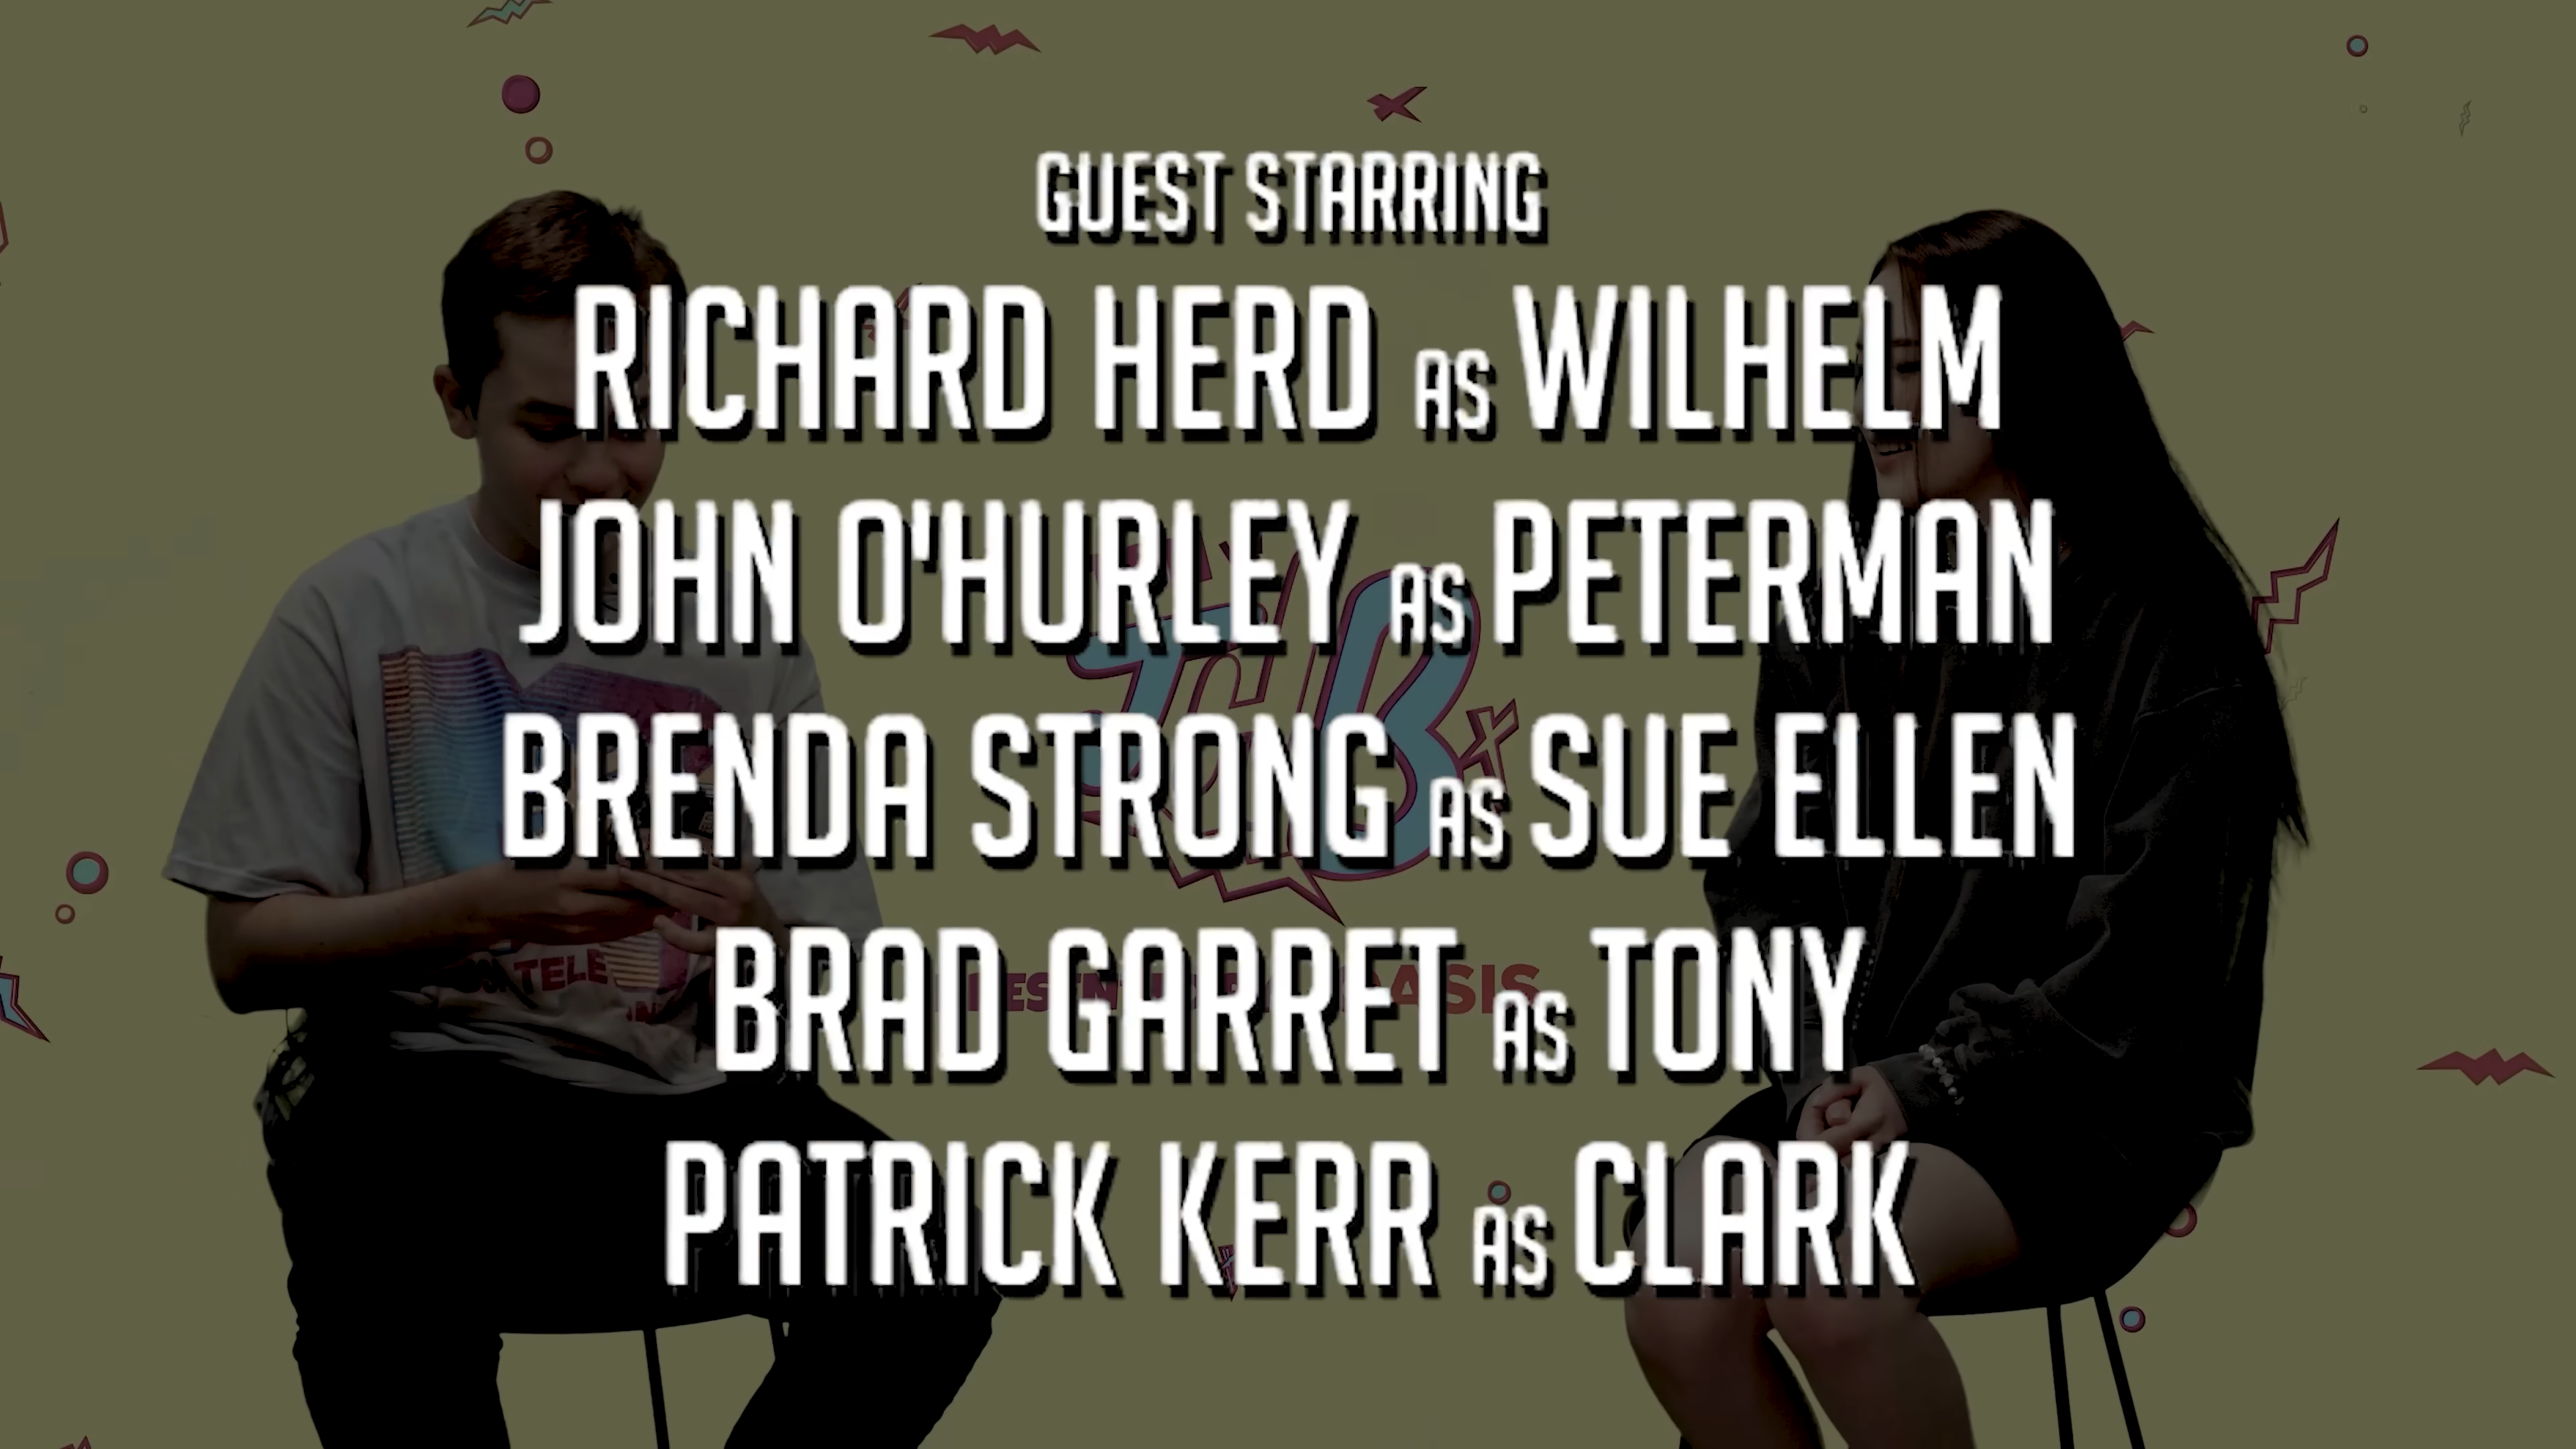 GUEST STARRING
RICHARD HERD AS WILHELM
JOHN O'HURLEY AS PETERMAN
BRENDA STRONG AS SUE ELLEN
BRAD GARRET AS TONY
PATRICK KERR AS CLARK